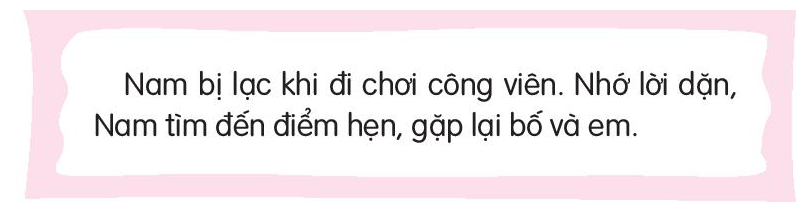 Nam bị lạc khi đi chơi công viên. Nhớ lời dặn,
Nam tìm đến điểm hẹn, gặp lại bố và em.